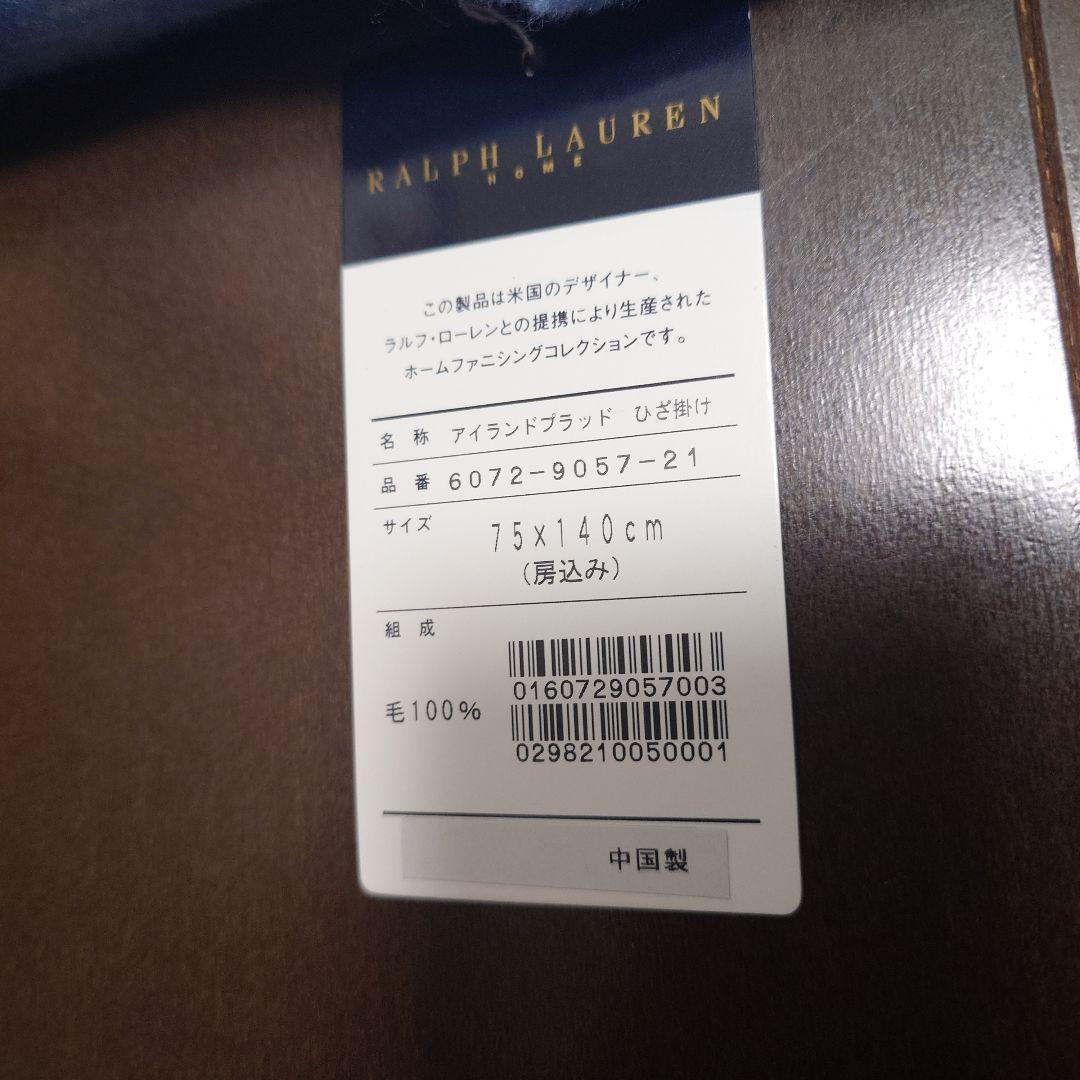 RALPH LAUREN
HOME
この製品は米国のデザイナー、
ラルフ・ローレンとの提携により生産された
ホームファニシングコレクションです。
名 称 アイランドプラッド ひざ掛け
品 番 6072-9057-21
サイズ 75×140cm
(房込み)
組 成
0160729057003
毛100%
0298210050001
中国製